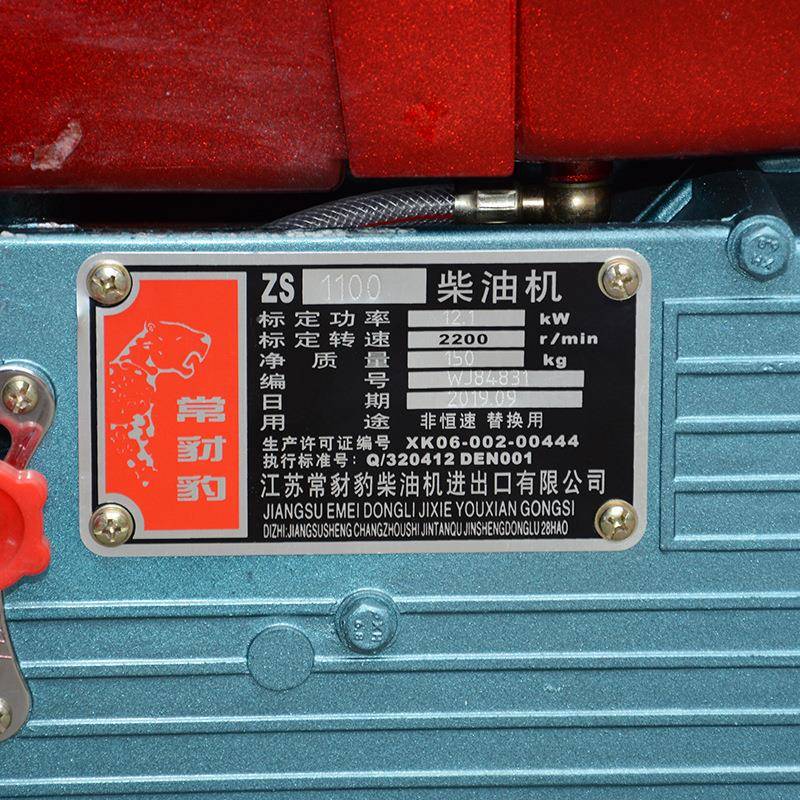 常豺豹
ZS 1100 柴油机
标定功率 12.1 kW
标定转速 2200 r/min
净质量 150 kg
编号 WJ84831
日期 2019.09
用途 非恒速 替换用
生产许可证编号 XK06-002-00444
执行标准号: Q/320412 DEN001
江苏常豺豹柴油机进出口有限公司
JIANGSU EMEI DONGLI JIXIE YOUXIAN GONGSI
DIZHI:JIANGSUSHENG CHANGZHOUSHI JINTANQU JINSHENGDONGLU 28HAO